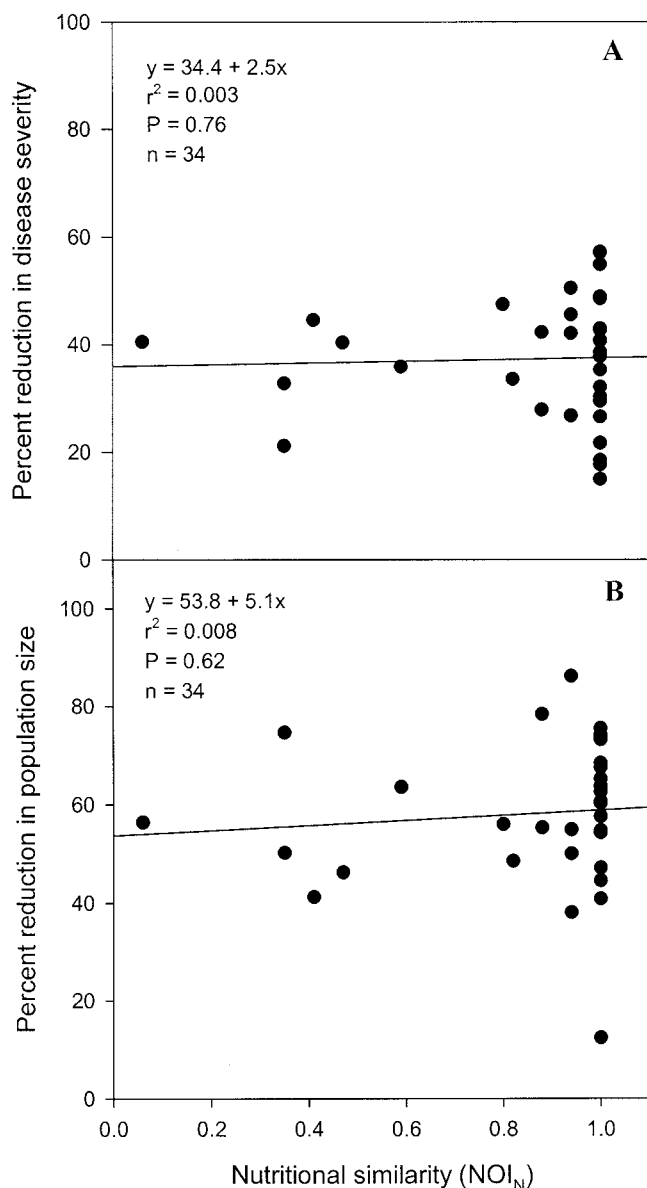 A
y = 34.4 + 2.5x
r² = 0.003
P = 0.76
n = 34
Percent reduction in disease severity
100
80
60
40
20
0
B
y = 53.8 + 5.1x
r² = 0.008
P = 0.62
n = 34
Percent reduction in population size
100
80
60
40
20
0
0.0 0.2 0.4 0.6 0.8 1.0
Nutritional similarity (NOI_N)